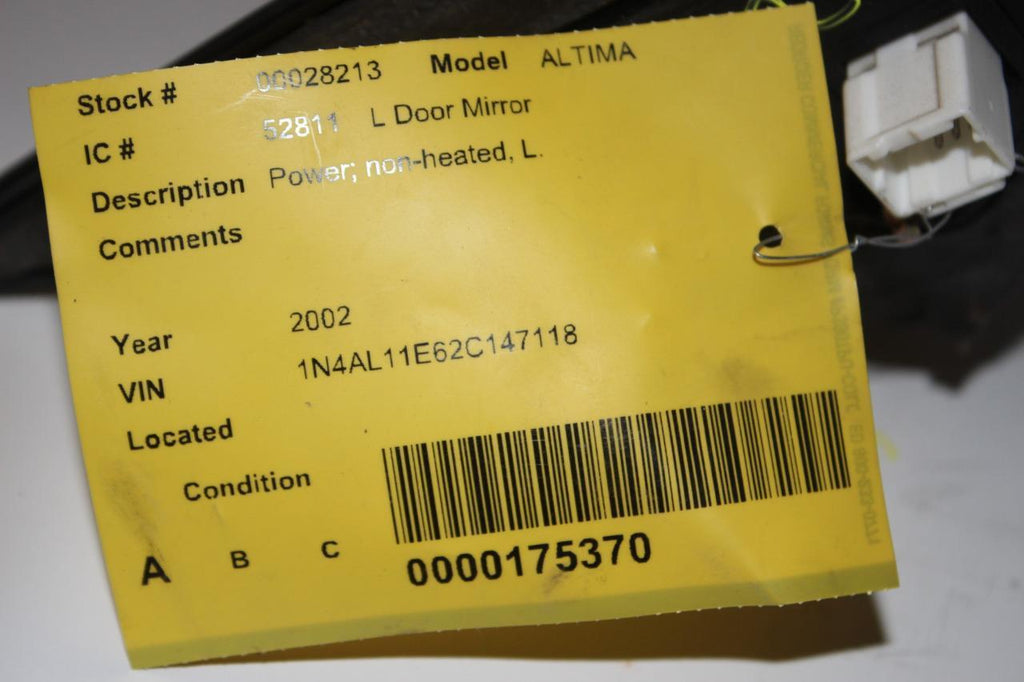 Stock # 00028213 Model ALTIMA
IC # 52811 L Door Mirror
Description Power; non-heated, L.
Comments
Year 2002
VIN 1N4AL11E62C147118
Located
Condition
A B C
0000175370